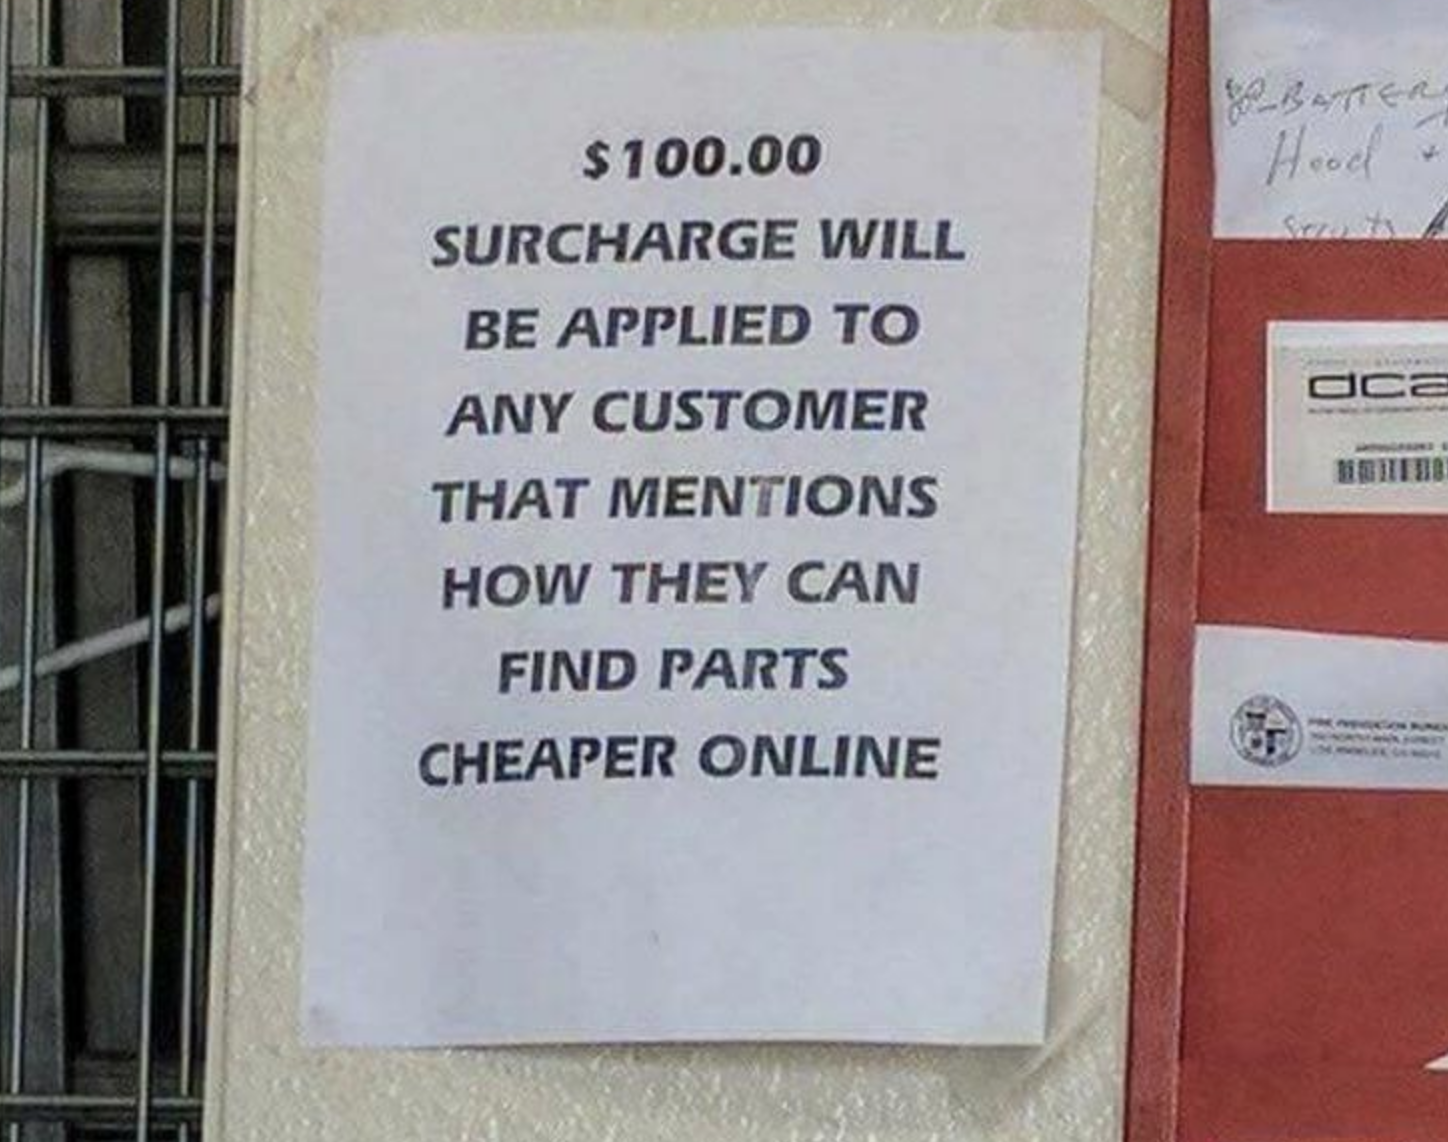 $100.00
SURCHARGE WILL
BE APPLIED TO
ANY CUSTOMER
THAT MENTIONS
HOW THEY CAN
FIND PARTS
CHEAPER ONLINE
Hood +
dca